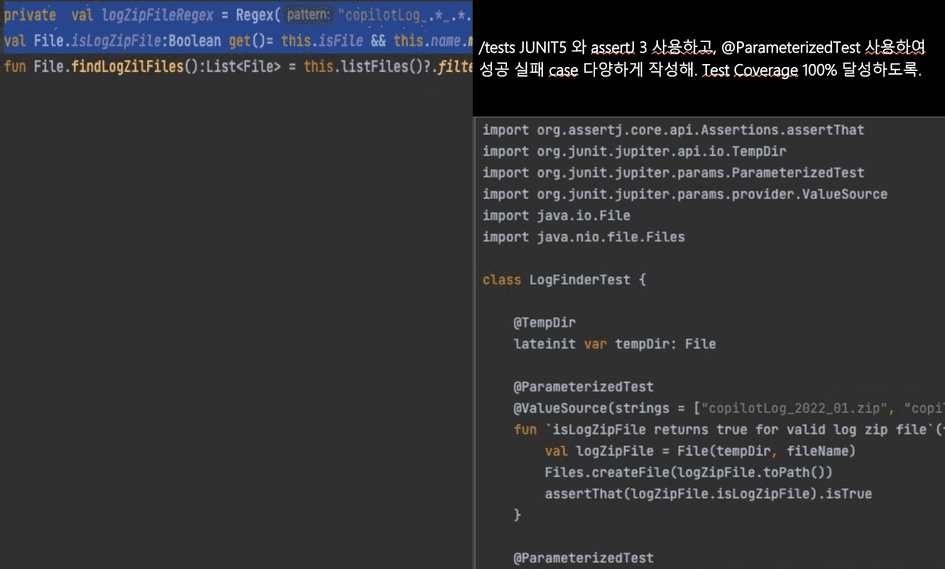 private val logZipFileRegex = Regex( pattern: "copilotLog_.*_.*.
val File.isLogZipFile:Boolean get()= this.isFile && this.name.m
fun File.findLogZilFiles():List<File> = this.listFiles()?.filte
/tests JUNIT5 와 assertJ 3 사용하고, @ParameterizedTest 사용하여
성공 실패 case 다양하게 작성해. Test Coverage 100% 달성하도록.
import org.assertj.core.api.Assertions.assertThat
import org.junit.jupiter.api.io.TempDir
import org.junit.jupiter.params.ParameterizedTest
import org.junit.jupiter.params.provider.ValueSource
import java.io.File
import java.nio.file.Files
class LogFinderTest {
@TempDir
lateinit var tempDir: File
@ParameterizedTest
@ValueSource(strings = ["copilotLog_2022_01.zip", "copil
fun `isLogZipFile returns true for valid log zip file`(
val logZipFile = File(tempDir, fileName)
Files.createFile(logZipFile.toPath())
assertThat(logZipFile.isLogZipFile).isTrue
}
@ParameterizedTest